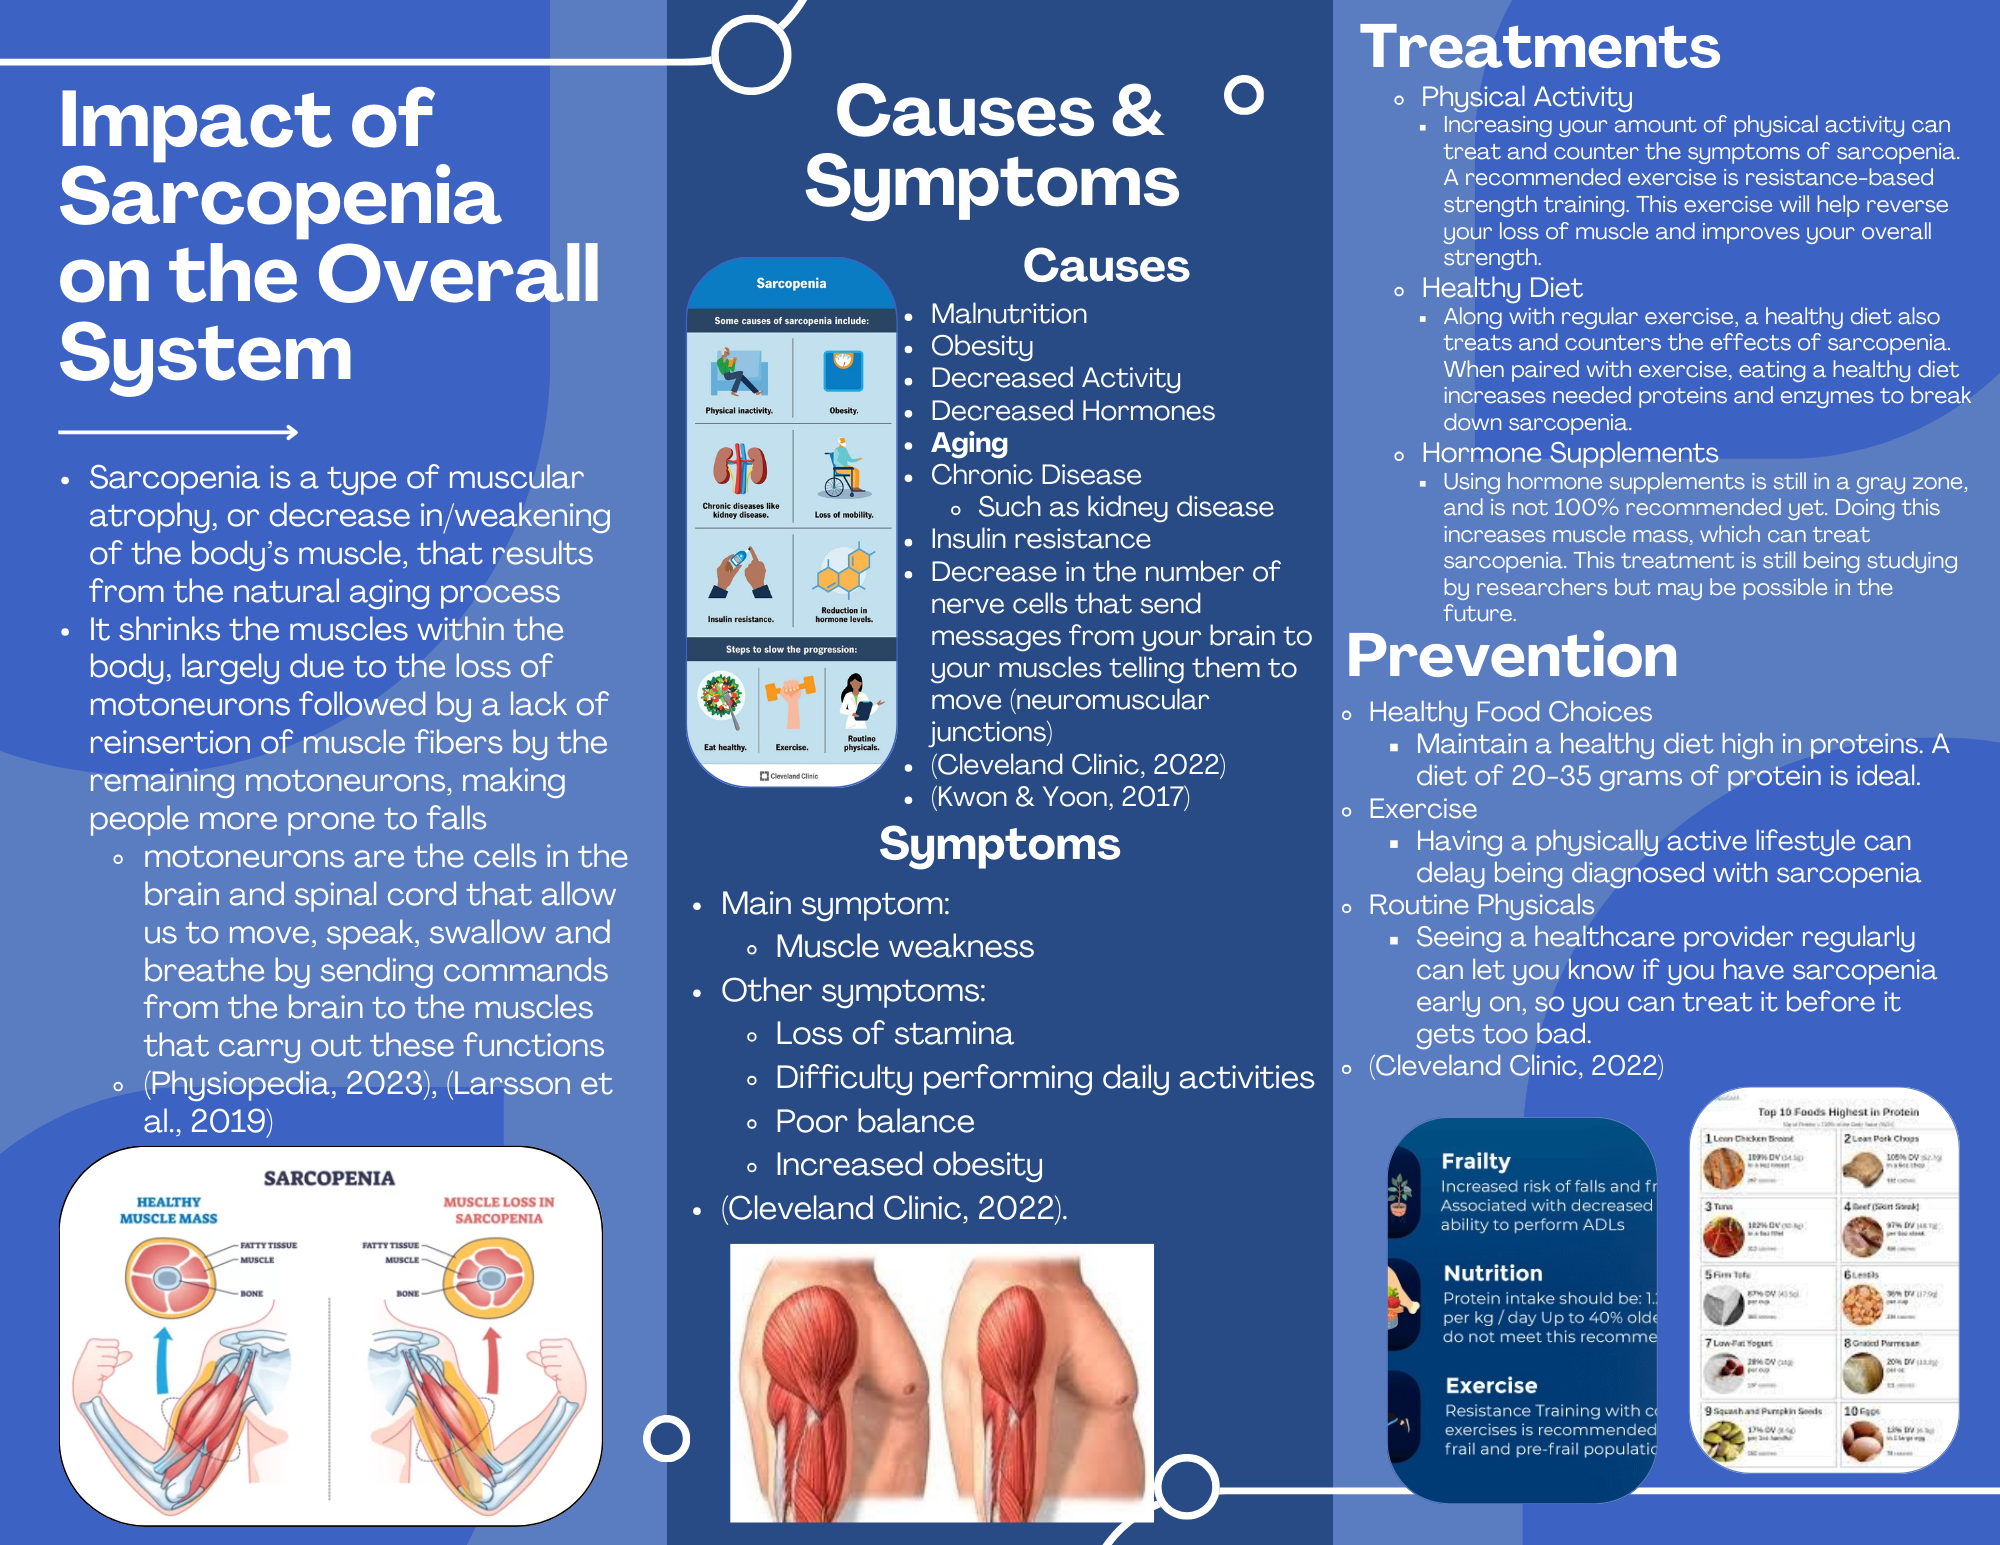 Impact of
Sarcopenia
on the Overall
System
Sarcopenia is a type of muscular
atrophy, or decrease in/weakening
of the body's muscle, that results
from the natural aging process
It shrinks the muscles within the
body, largely due to the loss of
motoneurons followed by a lack of
reinsertion of muscle fibers by the
remaining motoneurons, making
people more prone to falls
motoneurons are the cells in the
brain and spinal cord that allow
us to move, speak, swallow and
breathe by sending commands
from the brain to the muscles
that carry out these functions
(Physiopedia, 2023), (Larsson et
al., 2019)
SARCOPENIA
HEALTHY
MUSCLE MASS
FATTY TISSUE
MUSCLE
BONE
MUSCLE LOSS IN
SARCOPENIA
FATTY TISSUE
MUSCLE
BONE
Causes &
Symptoms
Sarcopenia
Some causes of sarcopenia include:
Physical inactivity.
Obesity.
Chronic diseases like
kidney disease.
Loss of mobility.
Insulin resistance.
Reduction in
hormone levels.
Steps to slow the progression:
Eat healthy.
Exercise.
Routine
physicals.
Cleveland Clinic
Causes
Malnutrition
Obesity
Decreased Activity
Decreased Hormones
Aging
Chronic Disease
Such as kidney disease
Insulin resistance
Decrease in the number of
nerve cells that send
messages from your brain to
your muscles telling them to
move (neuromuscular
junctions)
(Cleveland Clinic, 2022)
(Kwon & Yoon, 2017)
Symptoms
Main symptom:
Muscle weakness
Other symptoms:
Loss of stamina
Difficulty performing daily activities
Poor balance
Increased obesity
(Cleveland Clinic, 2022).
Treatments
Physical Activity
Increasing your amount of physical activity can
treat and counter the symptoms of sarcopenia.
A recommended exercise is resistance-based
strength training. This exercise will help reverse
your loss of muscle and improves your overall
strength.
Healthy Diet
Along with regular exercise, a healthy diet also
treats and counters the effects of sarcopenia.
When paired with exercise, eating a healthy diet
increases needed proteins and enzymes to break
down sarcopenia.
Hormone Supplements
Using hormone supplements is still in a gray zone,
and is not 100% recommended yet. Doing this
increases muscle mass, which can treat
sarcopenia. This treatment is still being studying
by researchers but may be possible in the
future.
Prevention
Healthy Food Choices
Maintain a healthy diet high in proteins. A
diet of 20-35 grams of protein is ideal.
Exercise
Having a physically active lifestyle can
delay being diagnosed with sarcopenia
Routine Physicals
Seeing a healthcare provider regularly
can let you know if you have sarcopenia
early on, so you can treat it before it
gets too bad.
(Cleveland Clinic, 2022)
Frailty
Increased risk of falls and fr
Associated with decreased
ability to perform ADLs
Nutrition
Protein intake should be: 1.
per kg / day Up to 40% olde
do not meet this recomme
Exercise
Resistance Training with c
exercises is recommended
frail and pre-frail populatio
Top 10 Foods Highest in Protein
1 Lean Chicken Breast
2 Lean Pork Chops
3 Tuna
4 Beef (Skirt Steak)
5 Firm Tofu
6 Lentils
7 Low-Fat Yogurt
8 Grated Parmesan
9 Squash and Pumpkin Seeds
10 Eggs